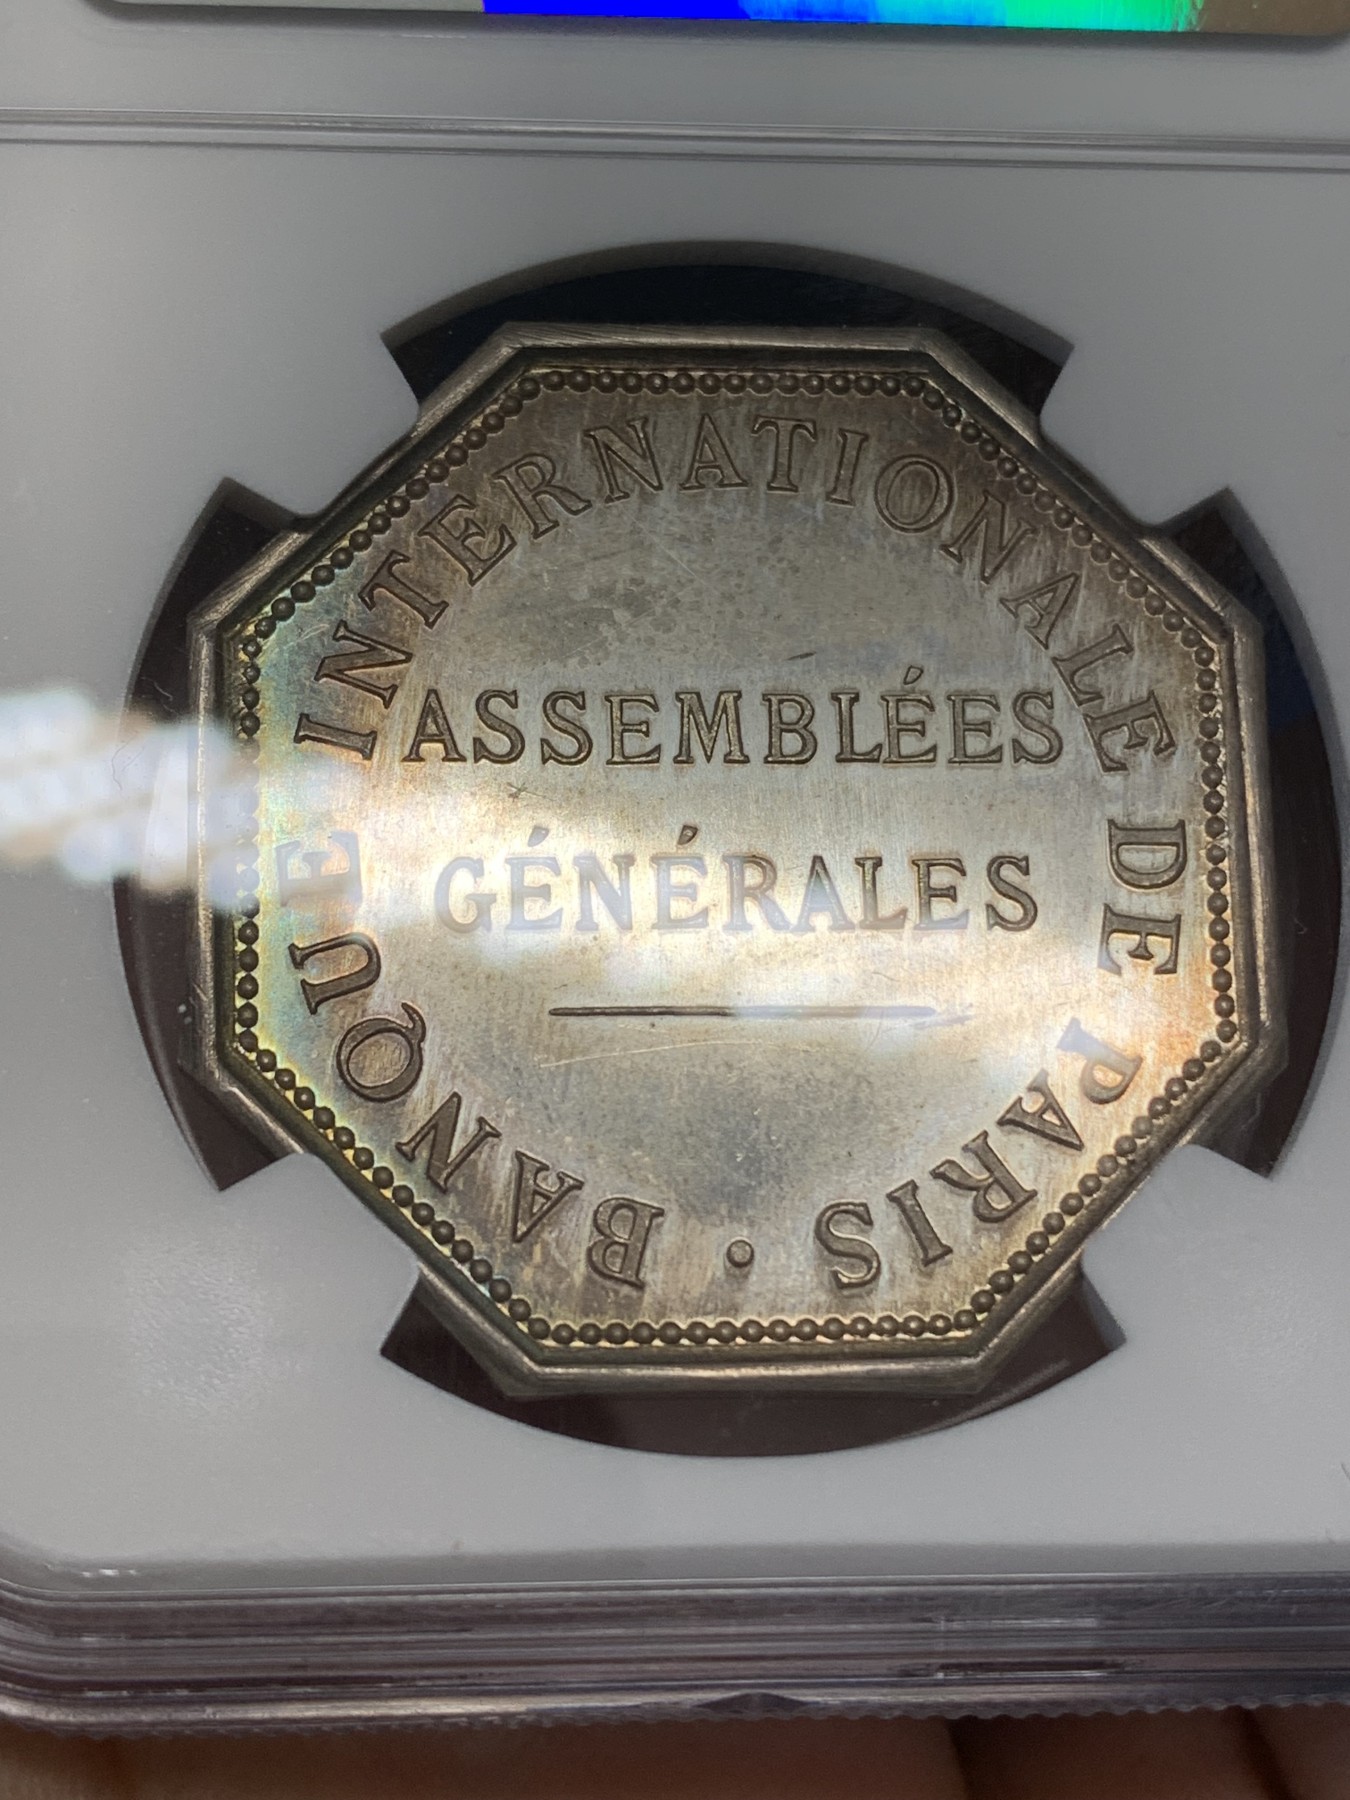 BANQUE INTERNATIONALE DE PARIS ·
ASSEMBLÉES
GÉNÉRALES